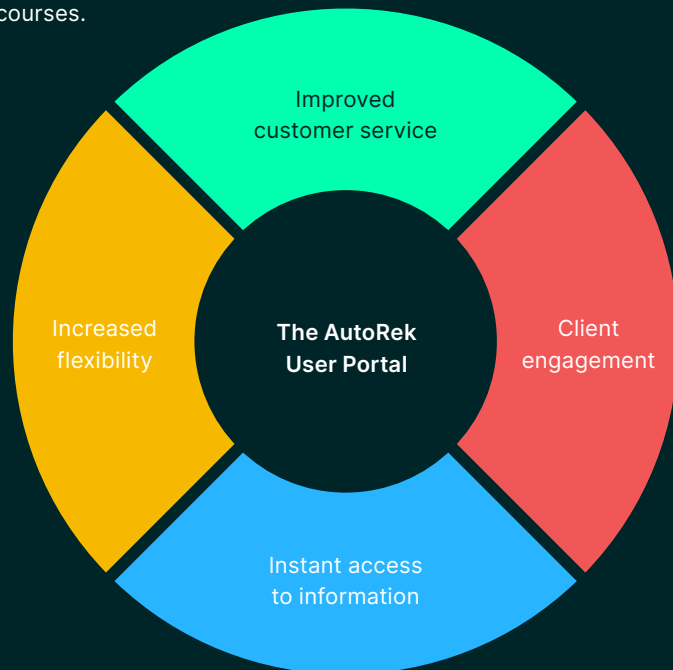 courses.
Improved
customer service
Increased
flexibility
The AutoRek
User Portal
Client
engagement
Instant access
to information